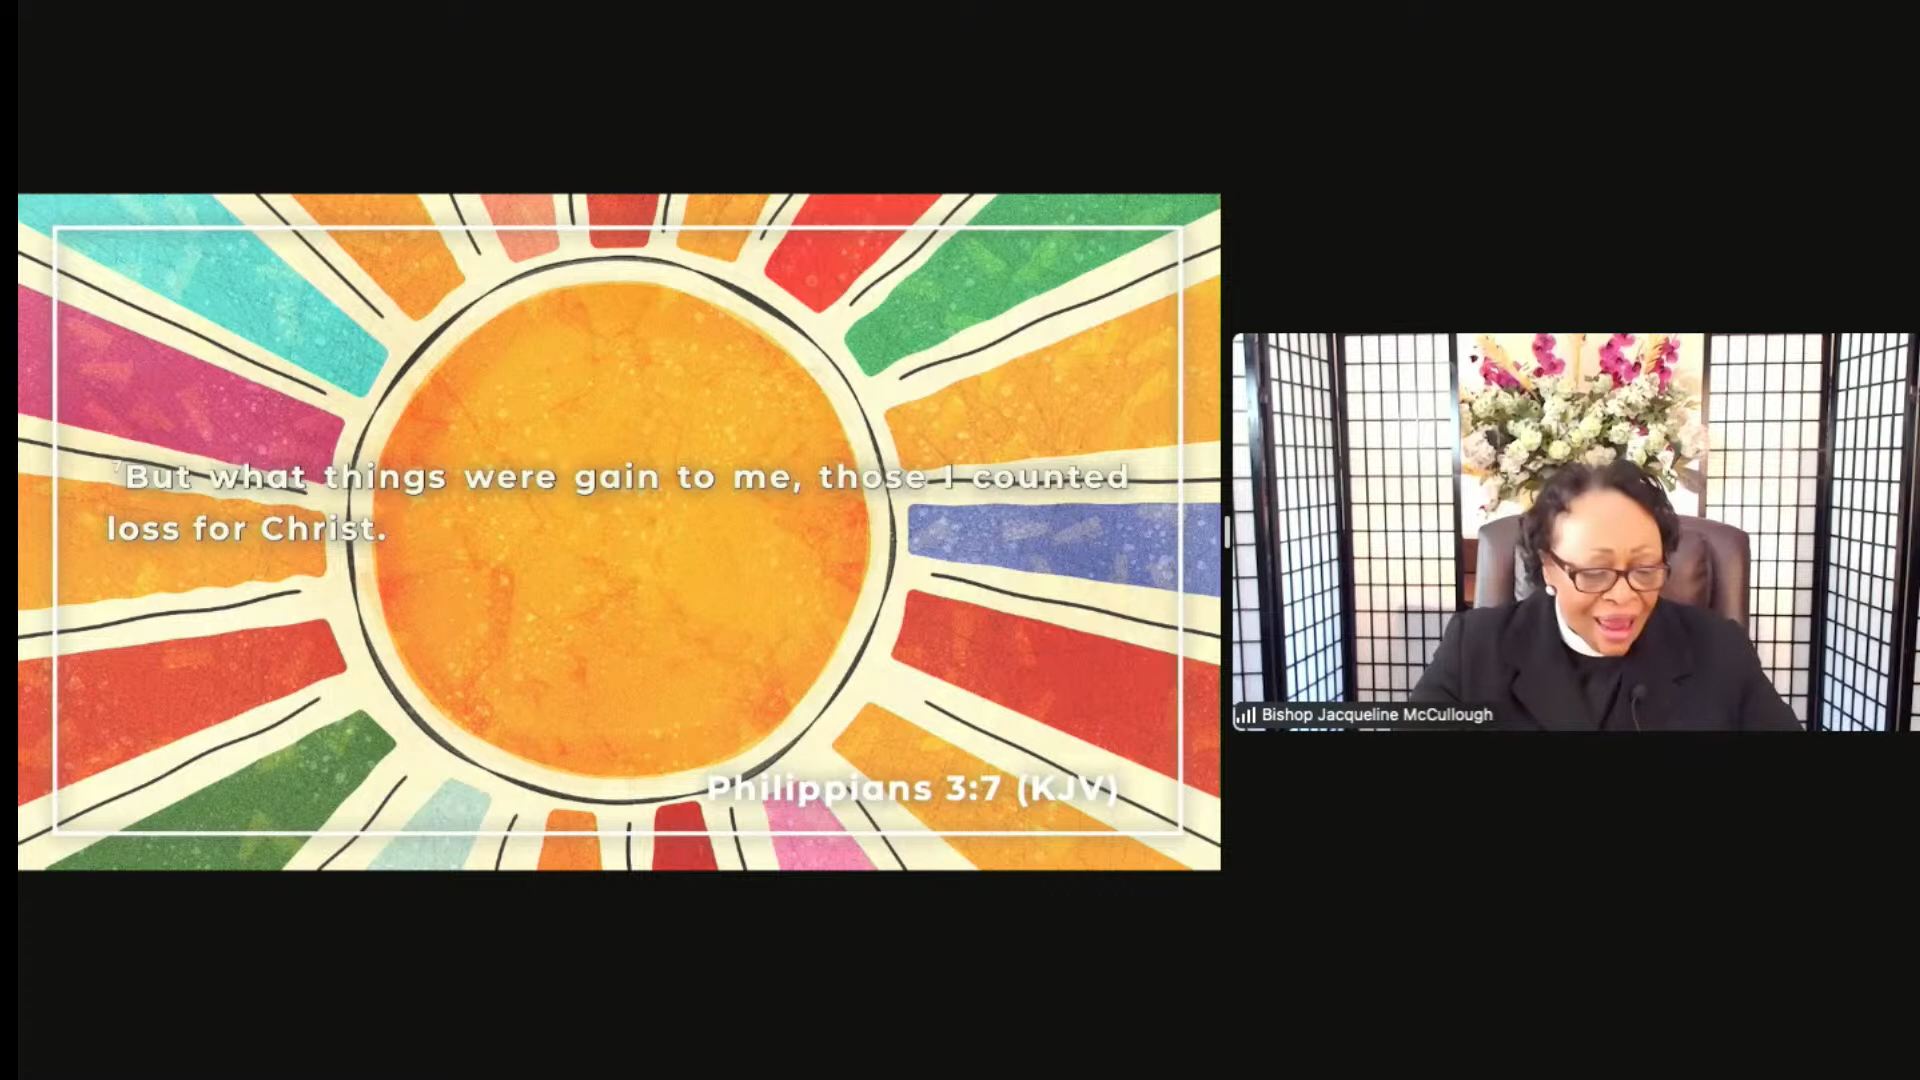 ⁷But what things were gain to me, those I counted
loss for Christ.
Philippians 3:7 (KJV)
Bishop Jacqueline McCullough